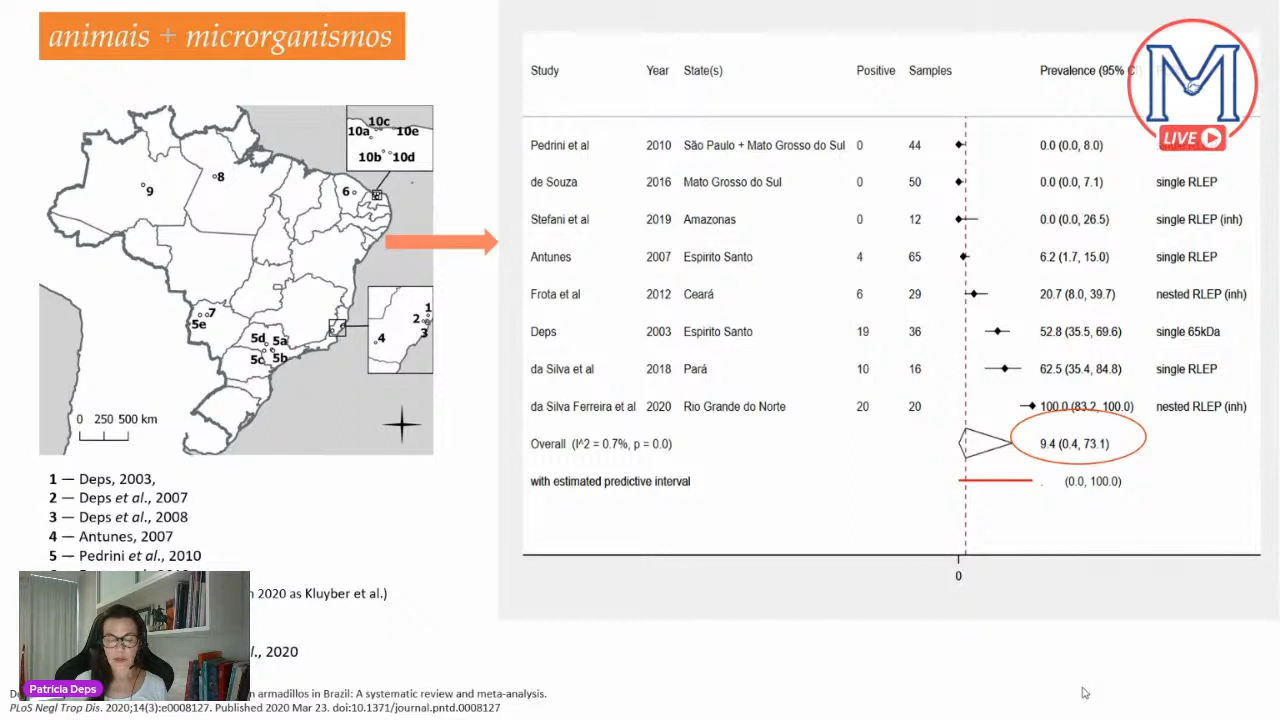 animais + microrganismos
LIVE
Study Year State(s) Positive Samples Prevalence (95% CI)
Pedrini et al 2010 São Paulo + Mato Grosso do Sul 0 44 0.0 (0.0, 8.0)
de Souza 2016 Mato Grosso do Sul 0 50 0.0 (0.0, 7.1) single RLEP
Stefani et al 2019 Amazonas 0 12 0.0 (0.0, 26.5) single RLEP (inh)
Antunes 2007 Espirito Santo 4 65 6.2 (1.7, 15.0) single RLEP
Frota et al 2012 Ceará 6 29 20.7 (8.0, 39.7) nested RLEP (inh)
Deps 2003 Espirito Santo 19 36 52.8 (35.5, 69.6) single 65kDa
da Silva et al 2018 Pará 10 16 62.5 (35.4, 84.8) single RLEP
da Silva Ferreira et al 2020 Rio Grande do Norte 20 20 100.0 (83.2, 100.0) nested RLEP (inh)
Overall (I^2 = 0.7%, p = 0.0) 9.4 (0.4, 73.1)
with estimated predictive interval . (0.0, 100.0)
0
10c
10a 10e
10b 10d
8
9
6
7
5e
1
2
3
4
5d 5a
5c 5b
0 250 500 km
1 — Deps, 2003,
2 — Deps et al., 2007
3 — Deps et al., 2008
4 — Antunes, 2007
5 — Pedrini et al., 2010
2020 as Kluyber et al.)
., 2020
Patrícia Deps
armadillos in Brazil: A systematic review and meta-analysis.
PLoS Negl Trop Dis. 2020;14(3):e0008127. Published 2020 Mar 23. doi:10.1371/journal.pntd.0008127